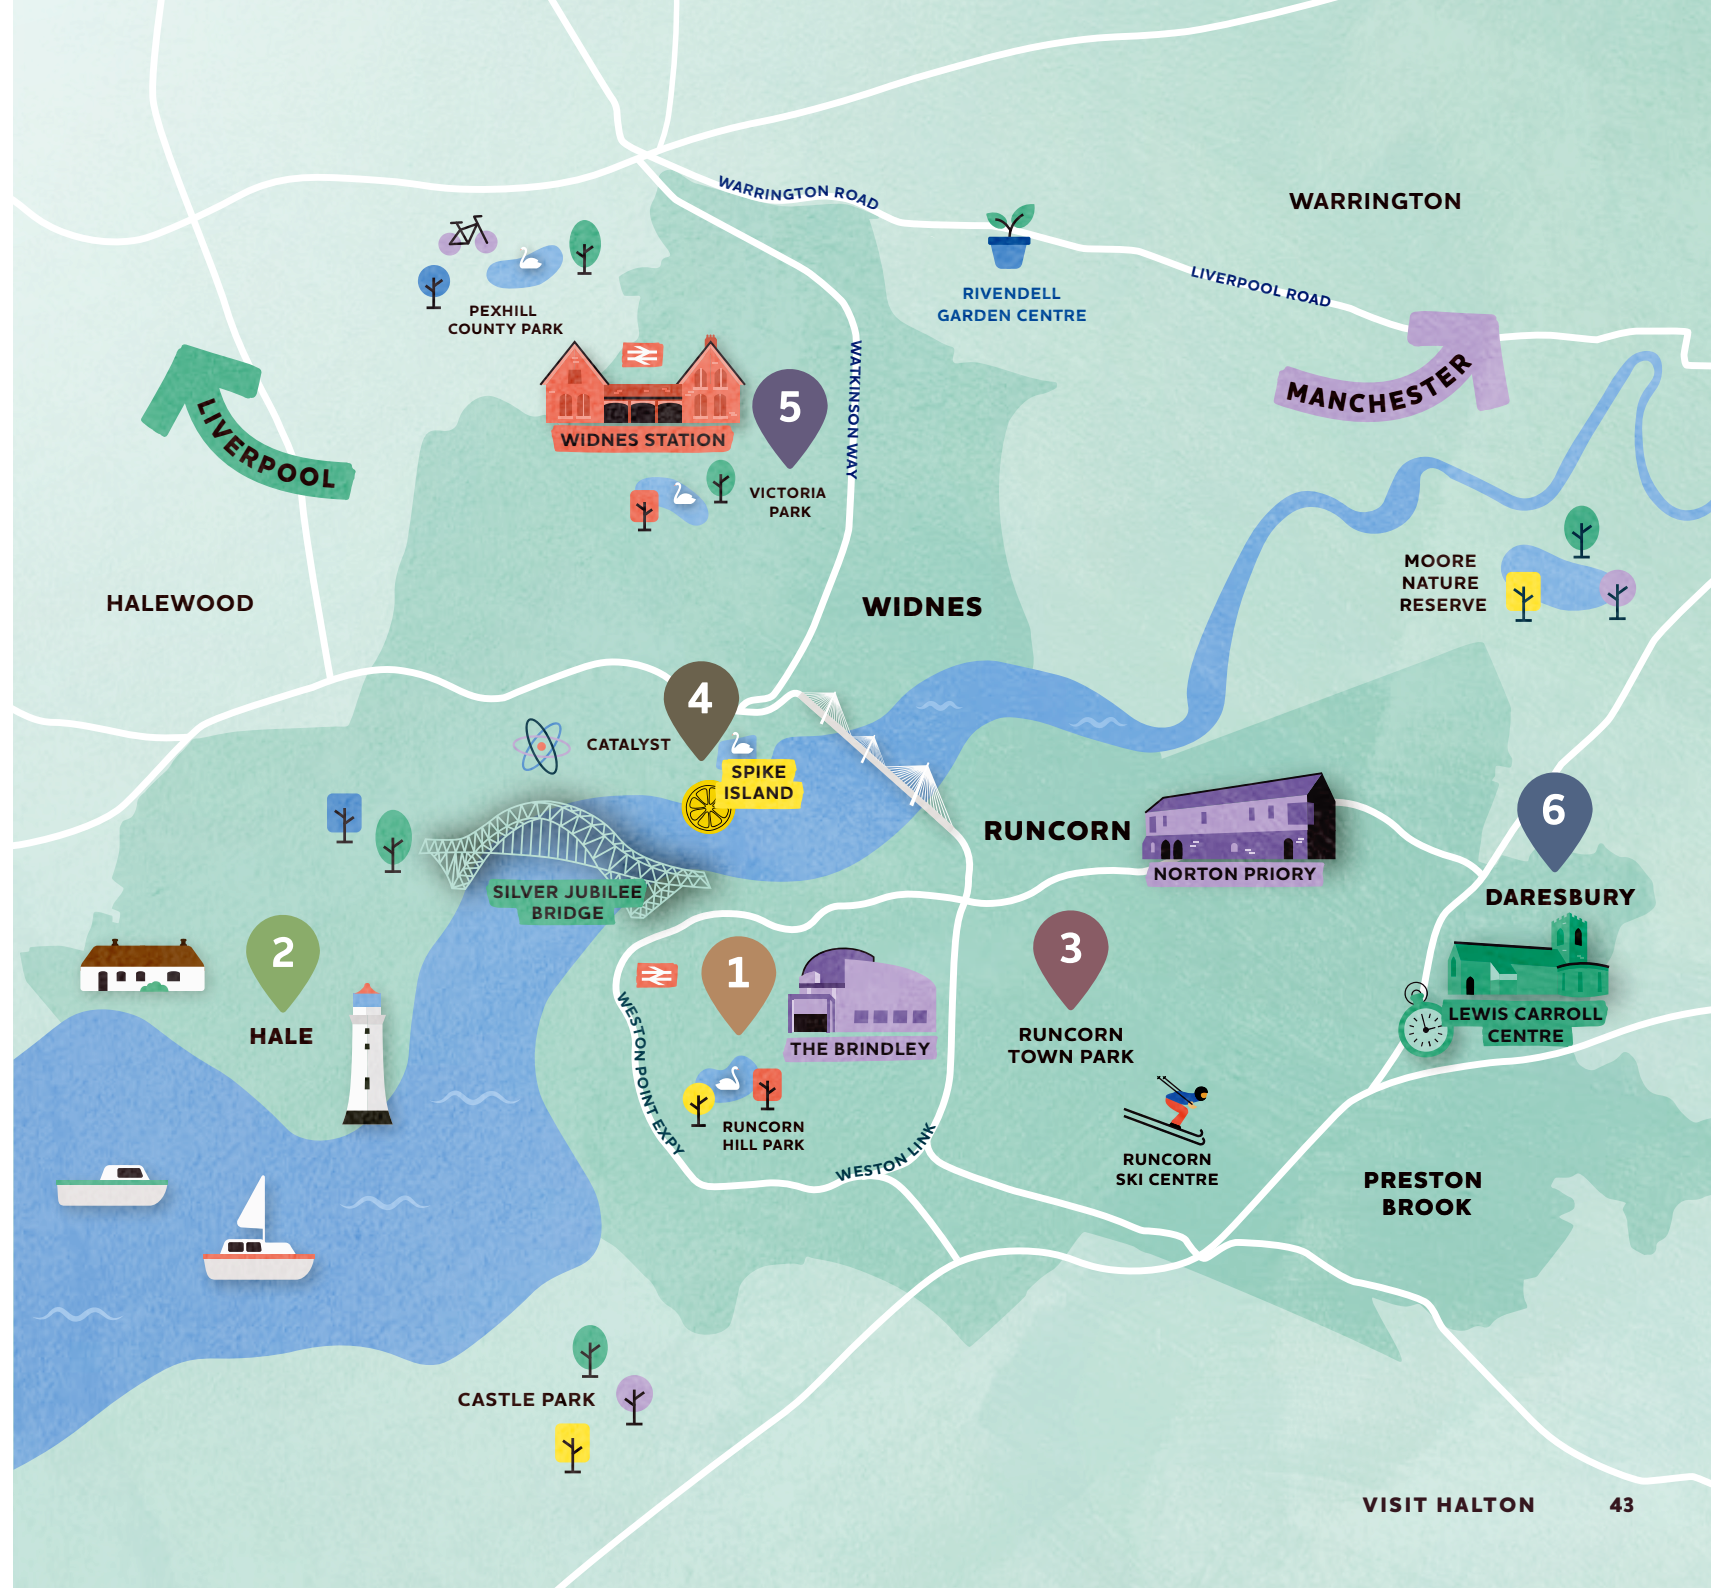 WARRINGTON ROAD
WARRINGTON
LIVERPOOL ROAD
RIVENDELL
GARDEN CENTRE
PEXHILL
COUNTY PARK
MANCHESTER
LIVERPOOL
WIDNES STATION
5
WATKINSON WAY
VICTORIA
PARK
MOORE
NATURE
RESERVE
HALEWOOD
WIDNES
4
CATALYST
SPIKE
ISLAND
RUNCORN
NORTON PRIORY
6
DARESBURY
SILVER JUBILEE
BRIDGE
2
HALE
1
THE BRINDLEY
3
RUNCORN
TOWN PARK
LEWIS CARROLL
CENTRE
WESTON POINT EXPY
RUNCORN
HILL PARK
WESTON LINK
RUNCORN
SKI CENTRE
PRESTON
BROOK
CASTLE PARK
VISIT HALTON 43